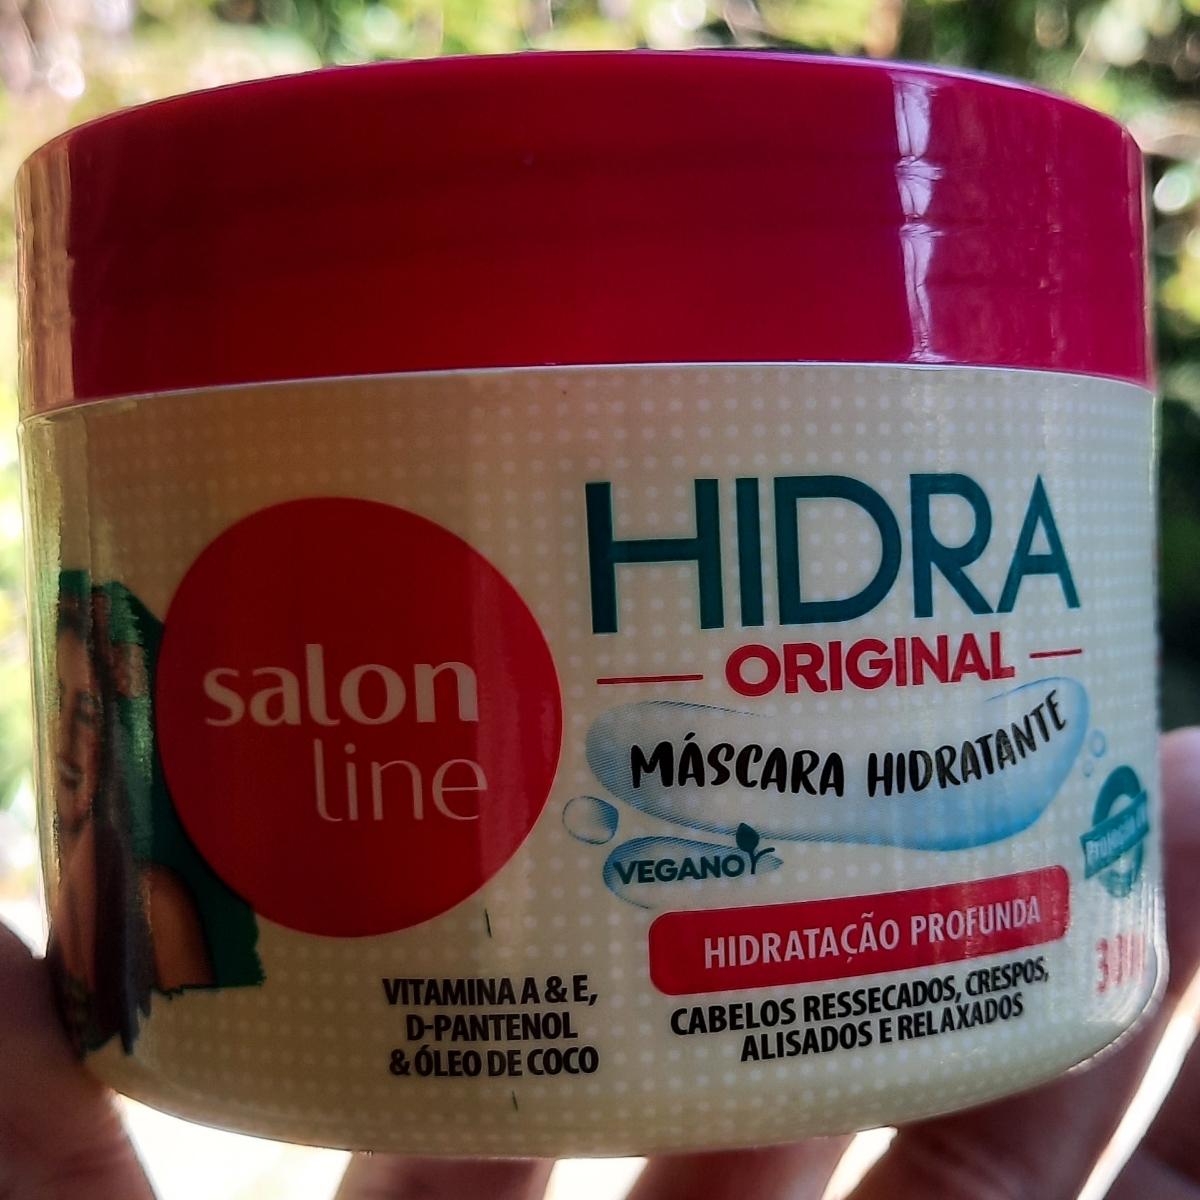 salon
line
HIDRA
ORIGINAL
MÁSCARA HIDRATANTE
VEGANO
HIDRATAÇÃO PROFUNDA
CABELOS RESSECADOS, CRESPOS,
ALISADOS E RELAXADOS
VITAMINA A & E,
D-PANTENOL
& ÓLEO DE COCO